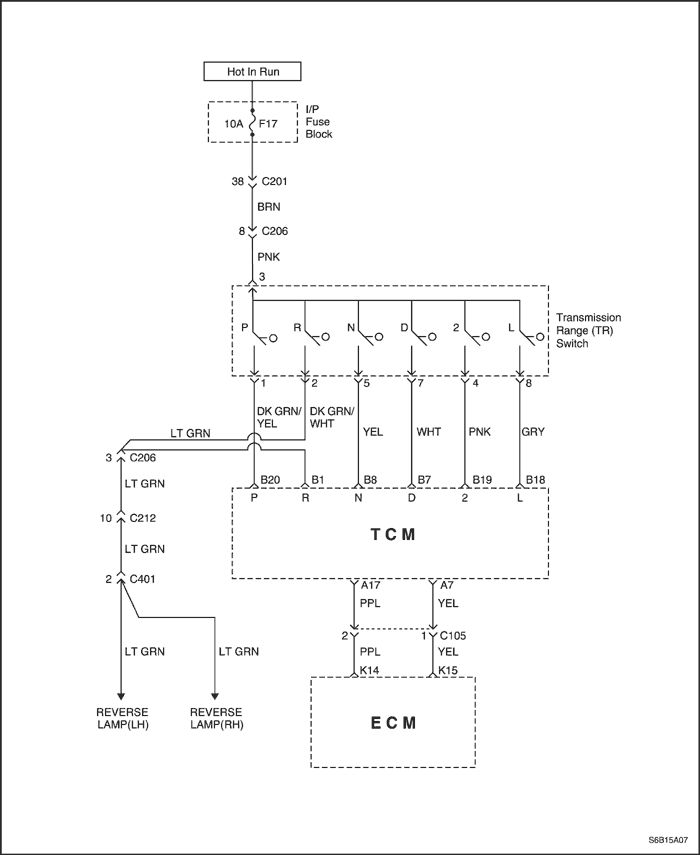 Hot In Run
I/P
Fuse
Block
10A F17
38 C201
BRN
8 C206
PNK
3
Transmission
Range (TR)
Switch
P R N D 2 L
1 2 5 7 4 8
DK GRN/
YEL
DK GRN/
WHT
LT GRN
YEL WHT PNK GRY
3 C206
B20 B1 B8 B7 B19 B18
P R N D 2 L
LT GRN
10 C212
TCM
LT GRN
2 C401
A17 A7
PPL YEL
2 1 C105
LT GRN LT GRN
PPL YEL
K14 K15
REVERSE
LAMP(LH)
REVERSE
LAMP(RH)
ECM
S6B15A07